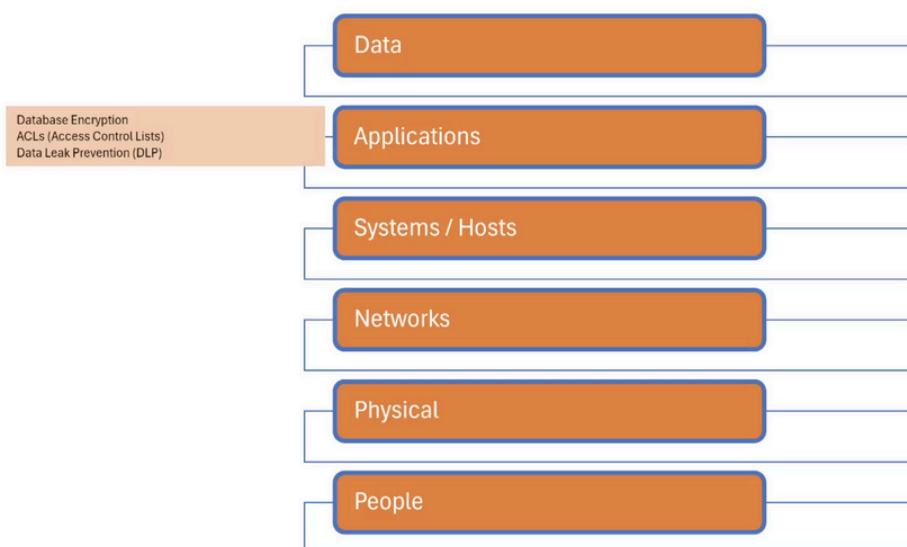 Data
Database Encryption
ACLs (Access Control Lists)
Data Leak Prevention (DLP)
Applications
Systems / Hosts
Networks
Physical
People